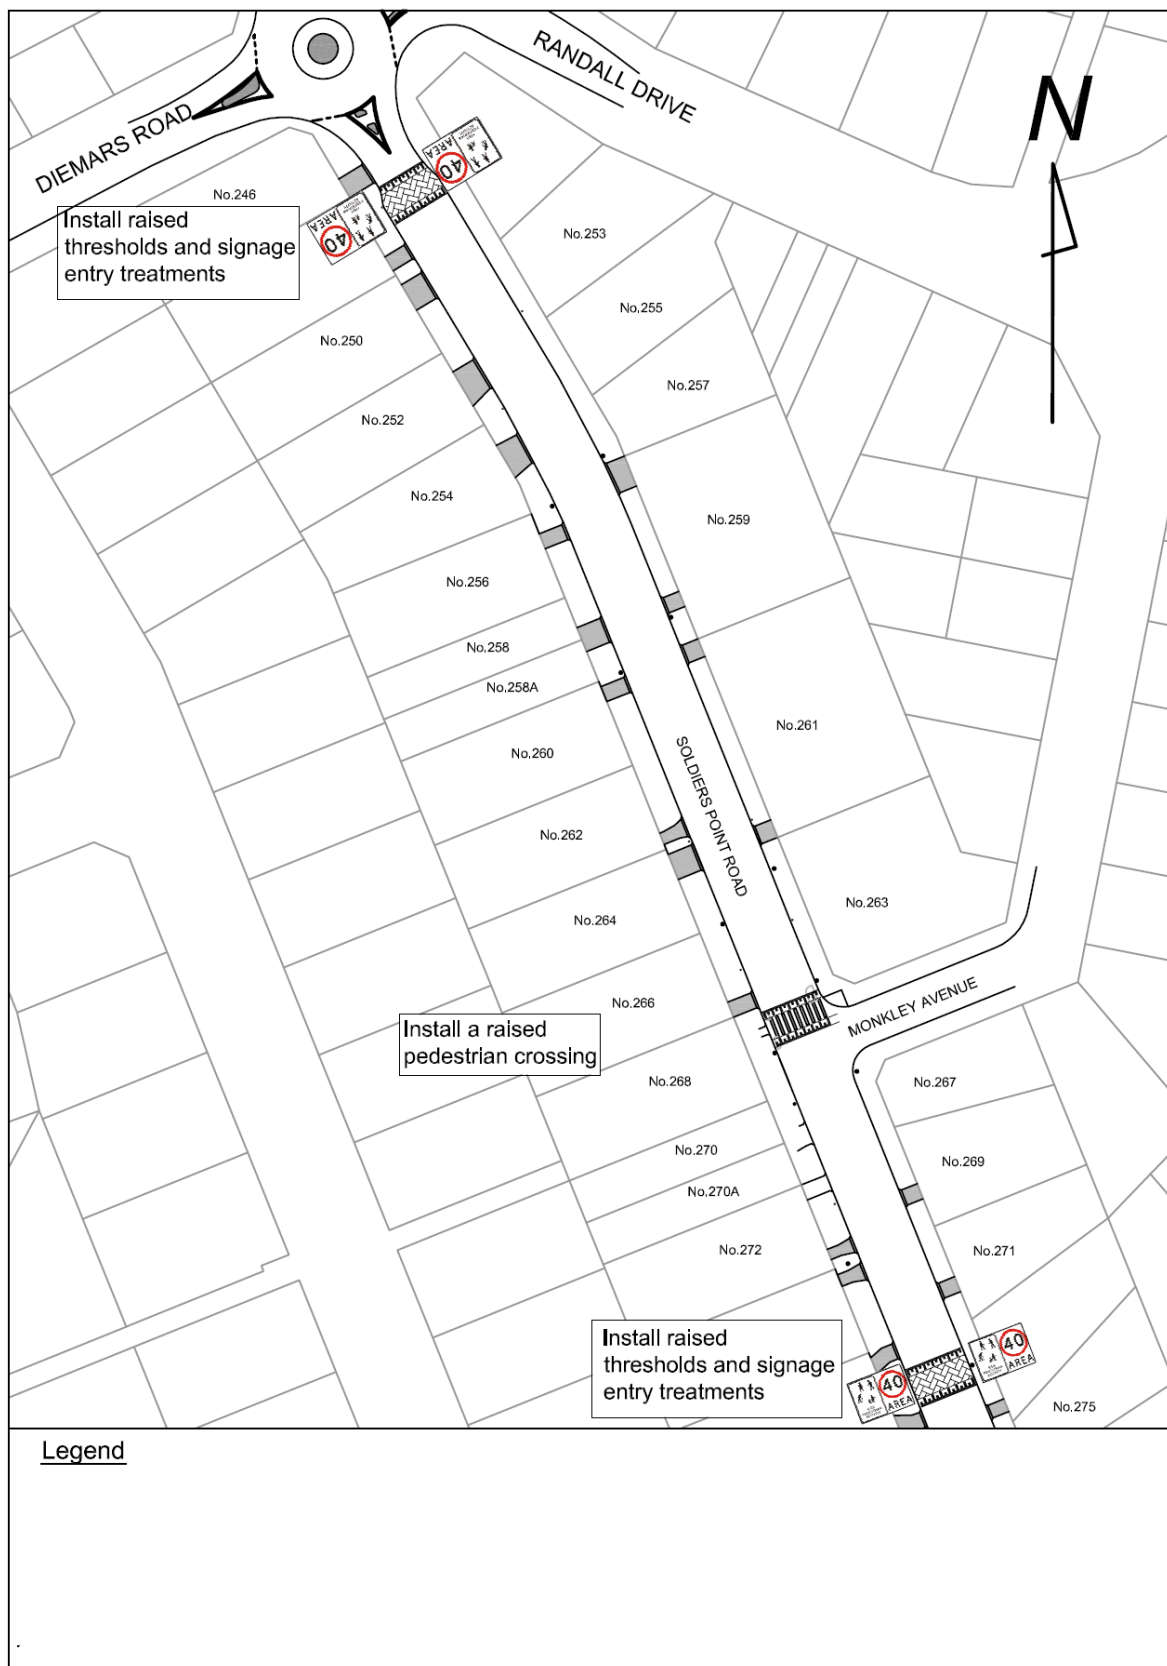 RANDALL DRIVE
N
DIEMARS ROAD
40
AREA
No.246
Install raised
thresholds and signage
entry treatments
40
AREA
No.253
No.255
No.250
No.257
No.252
No.254
No.259
No.256
No.258
No.258A
No.261
No.260
SOLDIERS POINT ROAD
No.262
No.263
No.264
No.266
MONKLEY AVENUE
Install a raised
pedestrian crossing
No.268
No.267
No.270
No.269
No.270A
No.272
No.271
Install raised
thresholds and signage
entry treatments
40
AREA
40
AREA
No.275
Legend